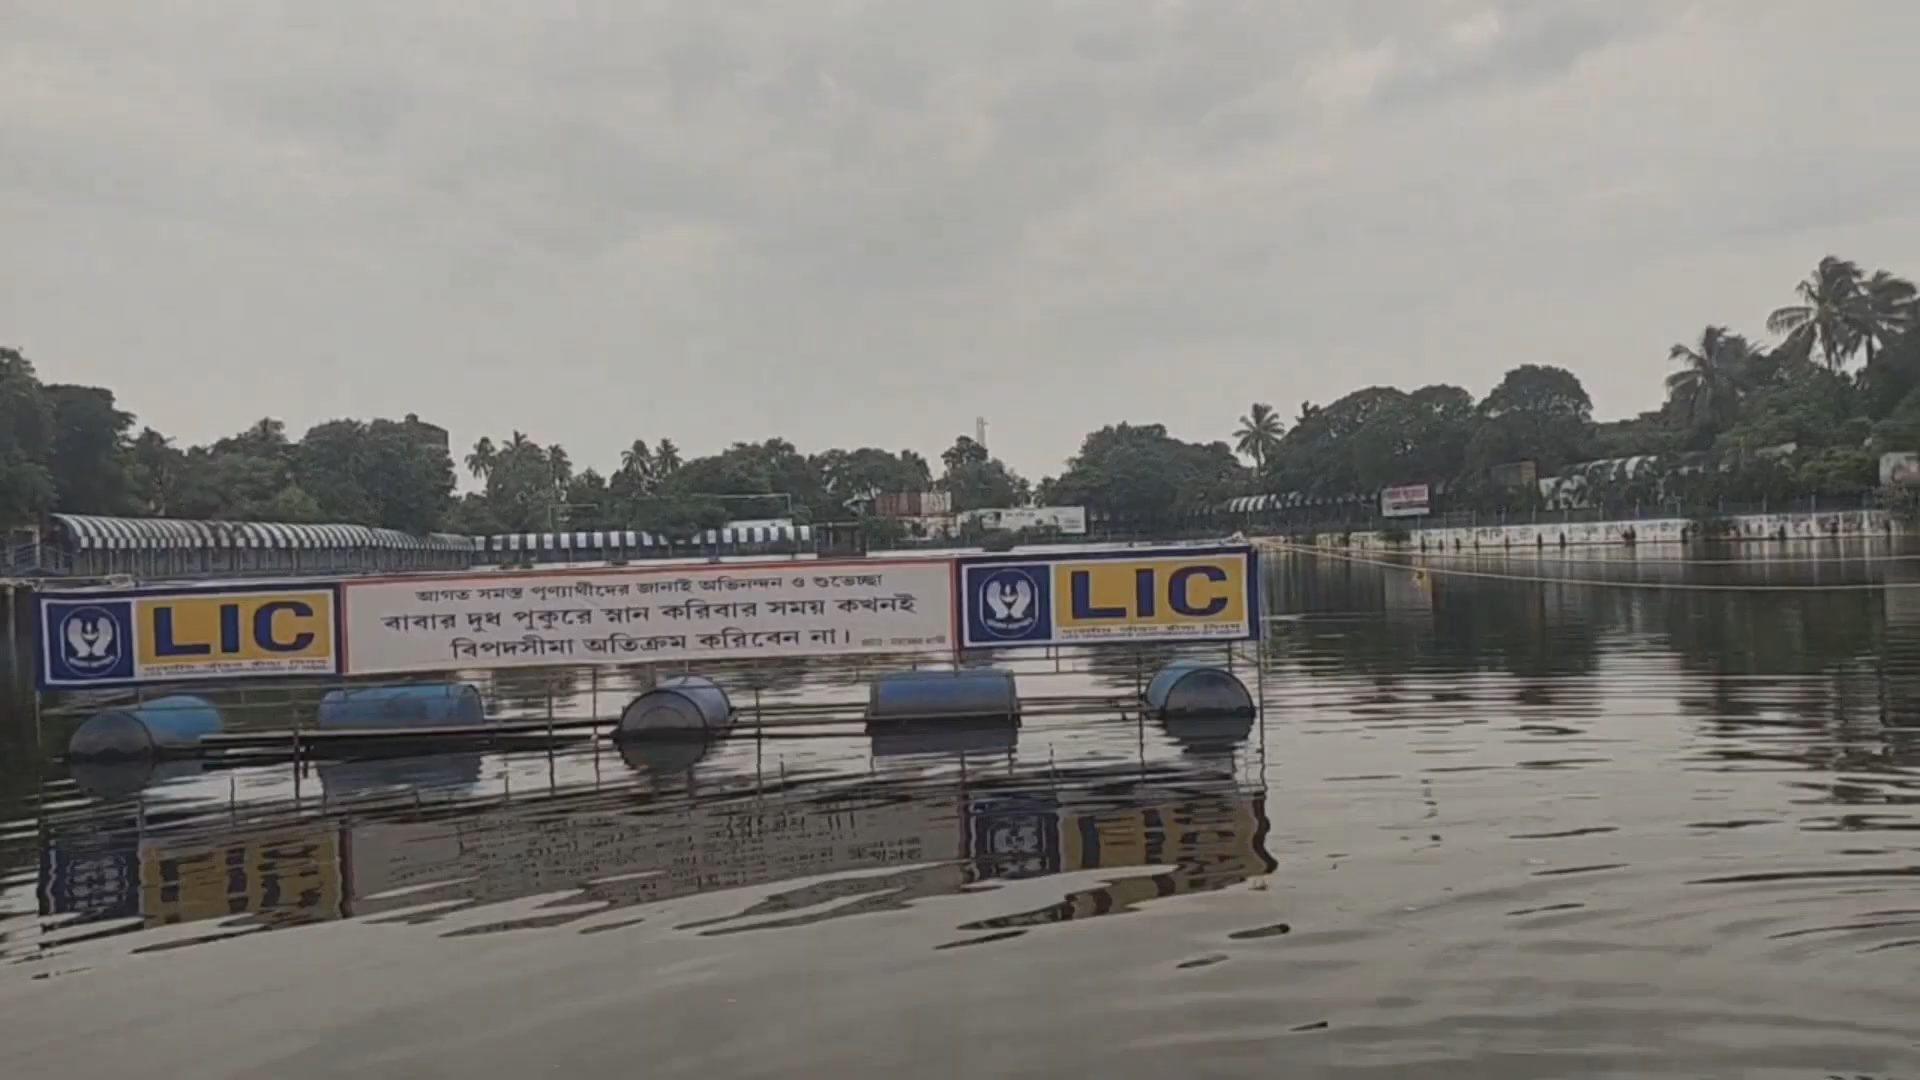 LIC
আগত সমস্ত পূণ্যার্থীদের জানাই অভিনন্দন ও শুভেচ্ছা
বাবার দুধ পুকুরে স্নান করিবার সময় কখনই
বিপদসীমা অতিক্রম করিবেন না।
LIC